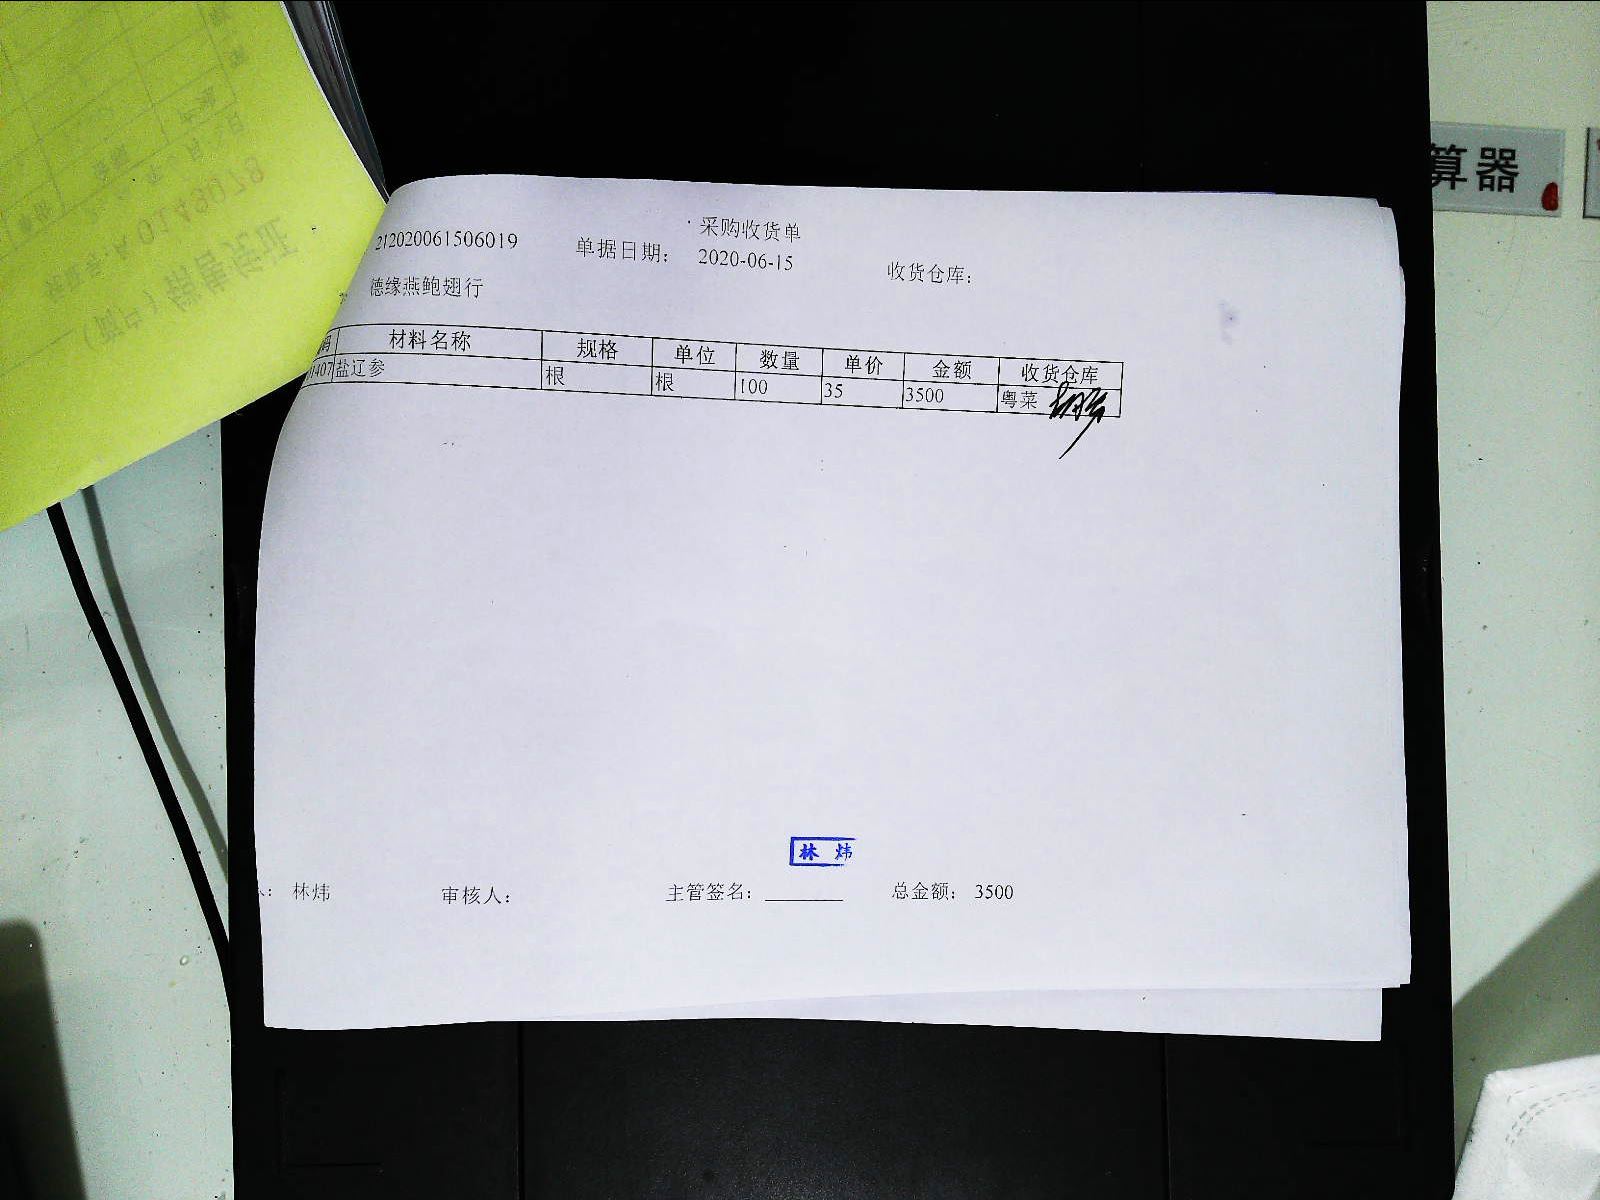 采购收货单
212020061506019 单据日期： 2020-06-15 收货仓库：
德缘燕鲍翅行
码 材料名称 规格 单位 数量 单价 金额 收货仓库
0407 盐辽参 根 根 100 35 3500 粤菜
林 炜
人： 林炜 审核人： 主管签名： 总金额： 3500
算器